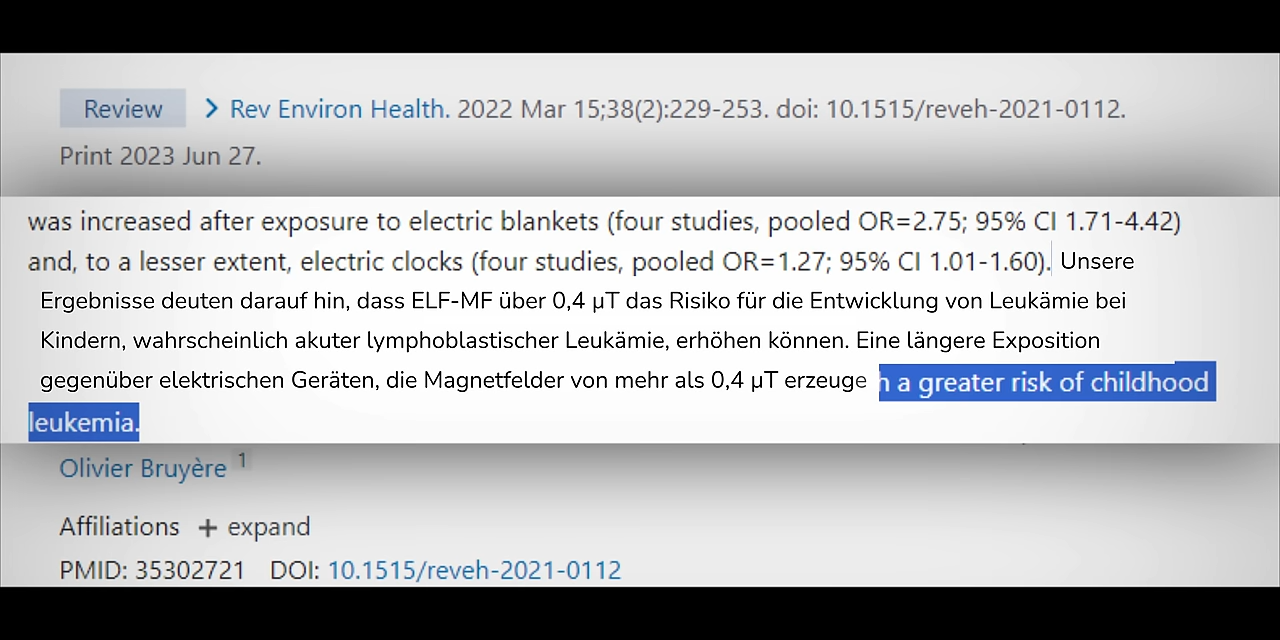 Review > Rev Environ Health. 2022 Mar 15;38(2):229-253. doi: 10.1515/reveh-2021-0112.
Print 2023 Jun 27.
was increased after exposure to electric blankets (four studies, pooled OR=2.75; 95% CI 1.71-4.42)
and, to a lesser extent, electric clocks (four studies, pooled OR=1.27; 95% CI 1.01-1.60). Unsere
Ergebnisse deuten darauf hin, dass ELF-MF über 0,4 μT das Risiko für die Entwicklung von Leukämie bei
Kindern, wahrscheinlich akuter lymphoblastischer Leukämie, erhöhen können. Eine längere Exposition
gegenüber elektrischen Geräten, die Magnetfelder von mehr als 0,4 μT erzeuge h a greater risk of childhood
leukemia.
Olivier Bruyère 1
Affiliations + expand
PMID: 35302721 DOI: 10.1515/reveh-2021-0112